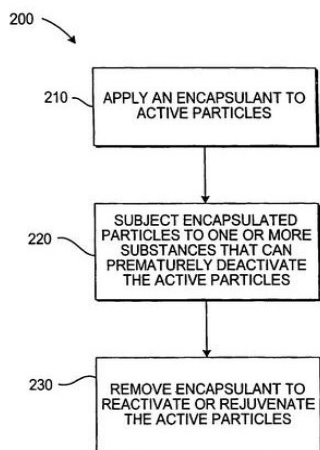 200
210
APPLY AN ENCAPSULANT TO
ACTIVE PARTICLES
220
SUBJECT ENCAPSULATED
PARTICLES TO ONE OR MORE
SUBSTANCES THAT CAN
PREMATURELY DEACTIVATE
THE ACTIVE PARTICLES
230
REMOVE ENCAPSULANT TO
REACTIVATE OR REJUVENATE
THE ACTIVE PARTICLES